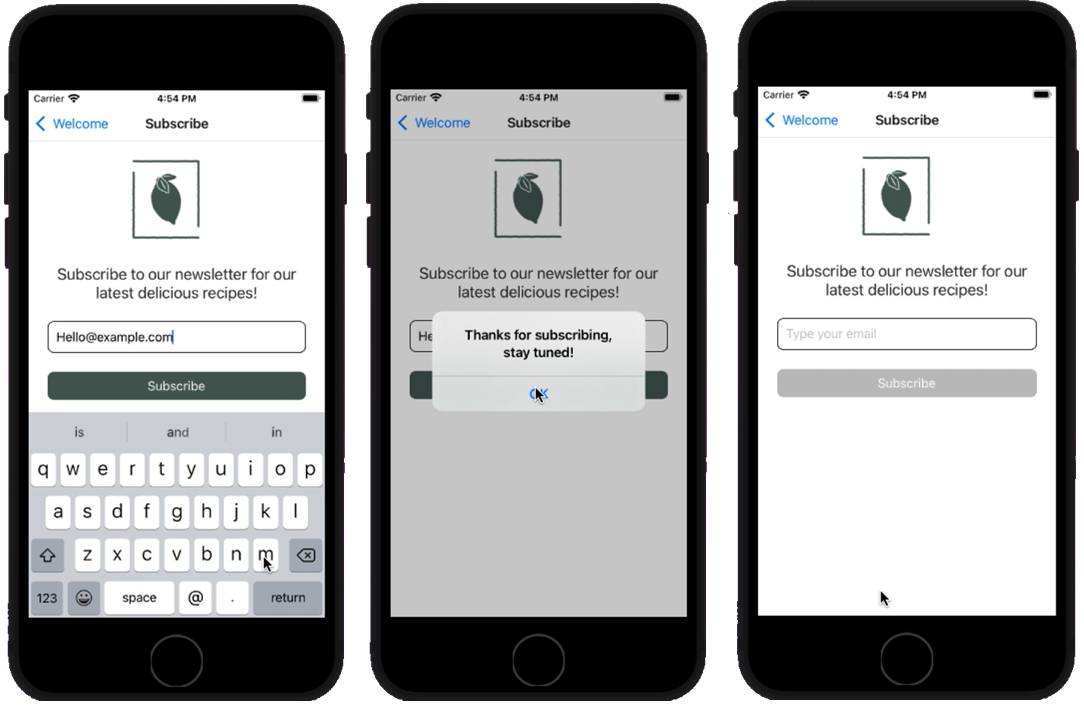 Carrier 4:54 PM
Welcome Subscribe
Subscribe to our newsletter for our
latest delicious recipes!
Hello@example.com
Subscribe
is and in
q w e r t y u i o p
a s d f g h j k l
z x c v b n m
123 space @ . return
Carrier 4:54 PM
Welcome Subscribe
Subscribe to our newsletter for our
latest delicious recipes!
He
Thanks for subscribing,
stay tuned!
OK
Carrier 4:54 PM
Welcome Subscribe
Subscribe to our newsletter for our
latest delicious recipes!
Type your email
Subscribe